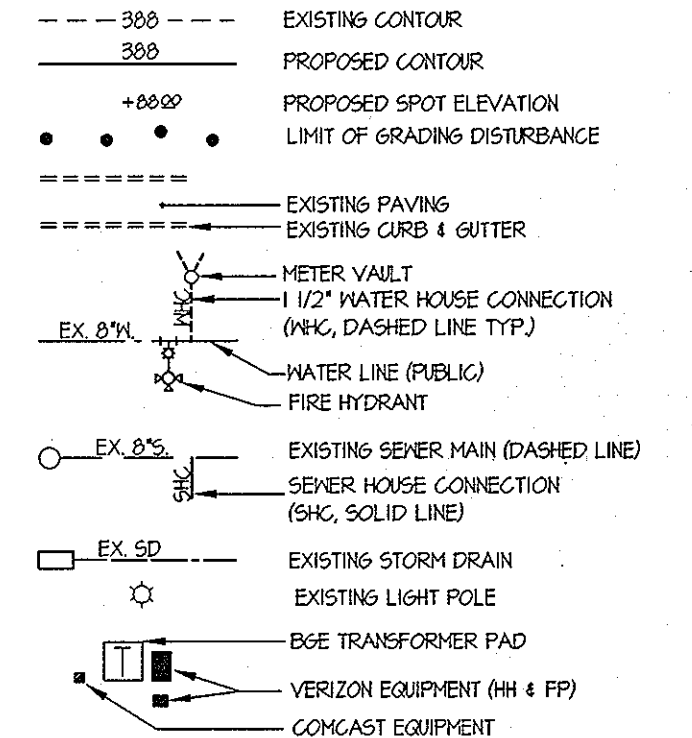 388 EXISTING CONTOUR
388 PROPOSED CONTOUR
+8800 PROPOSED SPOT ELEVATION
LIMIT OF GRADING DISTURBANCE
EXISTING PAVING
EXISTING CURB & GUTTER
METER VAULT
WHC 1 1/2" WATER HOUSE CONNECTION
(WHC, DASHED LINE TYP.)
EX. 8"W.
WATER LINE (PUBLIC)
FIRE HYDRANT
EX. 8"S. EXISTING SEWER MAIN (DASHED LINE)
SHC SEWER HOUSE CONNECTION
(SHC, SOLID LINE)
EX. SD EXISTING STORM DRAIN
EXISTING LIGHT POLE
BGE TRANSFORMER PAD
T
VERIZON EQUIPMENT (HH & FP)
COMCAST EQUIPMENT